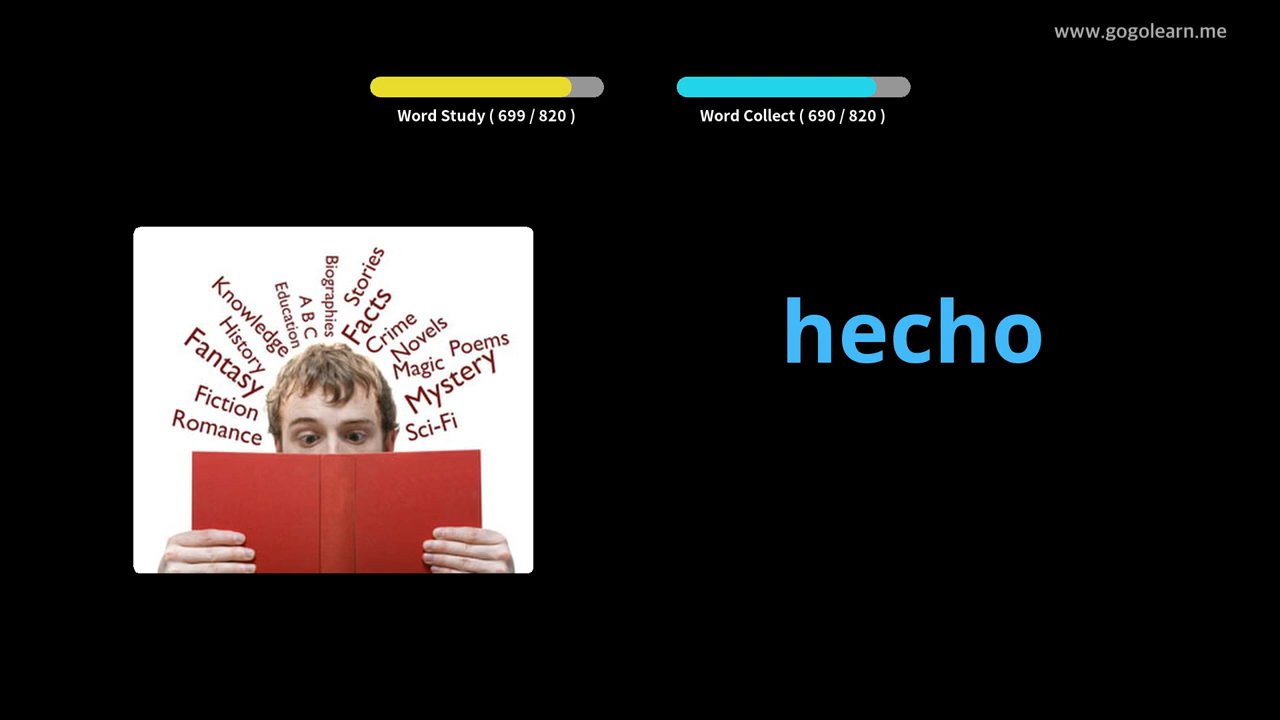 www.gogolearn.me
Word Study ( 699 / 820 )
Word Collect ( 690 / 820 )
hecho
Romance
Fiction
Fantasy
History
Knowledge
Education
A B C
Biographies
Stories
Facts
Crime
Novels
Magic
Poems
Mystery
Sci-Fi